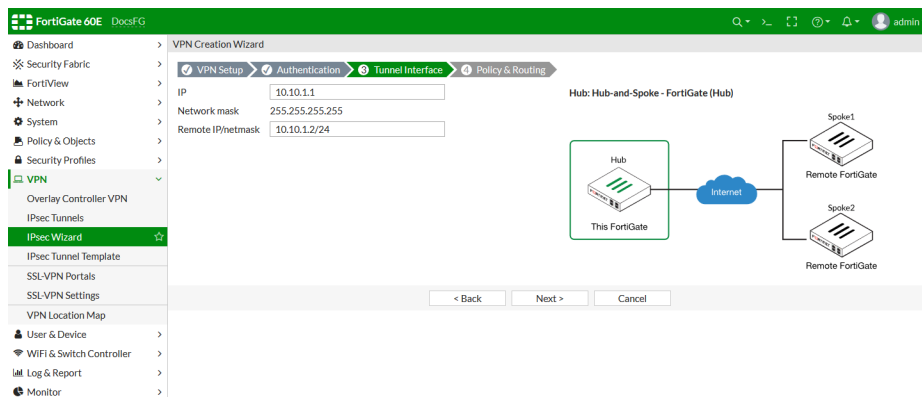 FortiGate 60E DocsFG
admin
Dashboard
Security Fabric
FortiView
Network
System
Policy & Objects
Security Profiles
VPN
Overlay Controller VPN
IPsec Tunnels
IPsec Wizard
IPsec Tunnel Template
SSL-VPN Portals
SSL-VPN Settings
VPN Location Map
User & Device
WiFi & Switch Controller
Log & Report
Monitor
VPN Creation Wizard
VPN Setup Authentication 3 Tunnel Interface 4 Policy & Routing
IP 10.10.1.1
Network mask 255.255.255.255
Remote IP/netmask 10.10.1.2/24
Hub: Hub-and-Spoke - FortiGate (Hub)
Hub
This FortiGate
Internet
Spoke1
Remote FortiGate
Spoke2
Remote FortiGate
< Back Next > Cancel